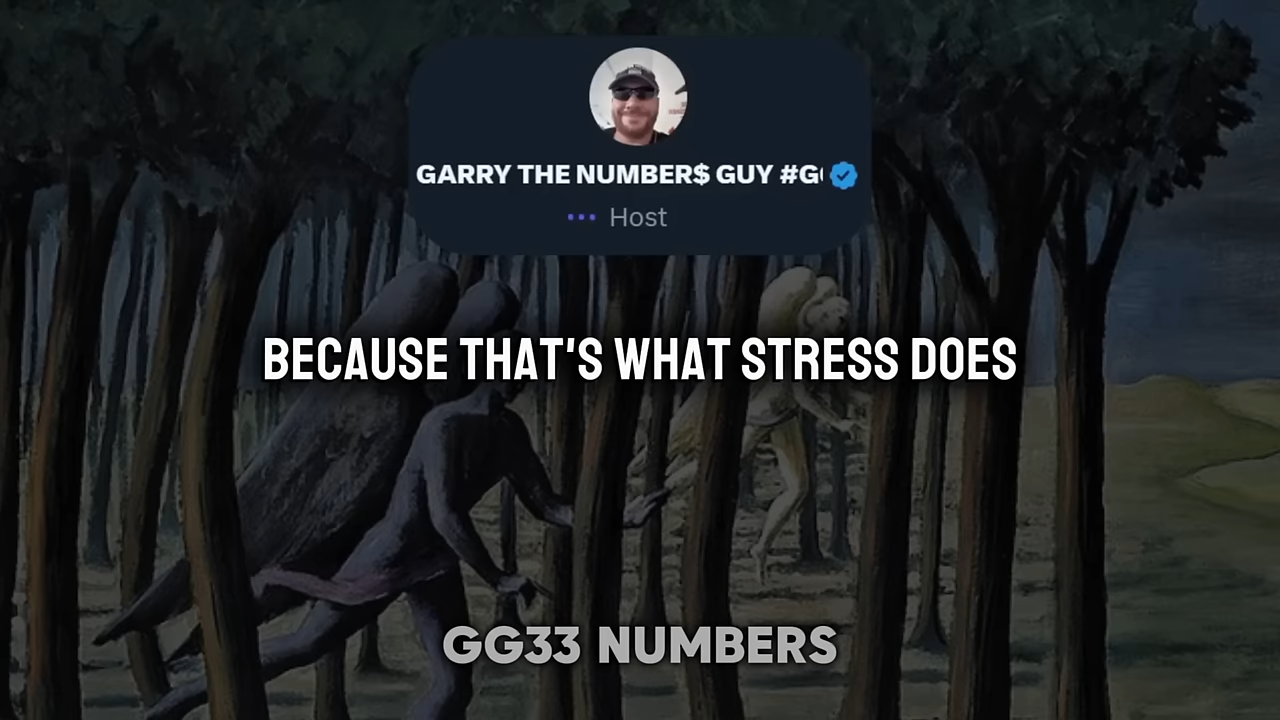 GARRY THE NUMBER$ GUY #G
Host
BECAUSE THAT'S WHAT STRESS DOES
GG33 NUMBERS